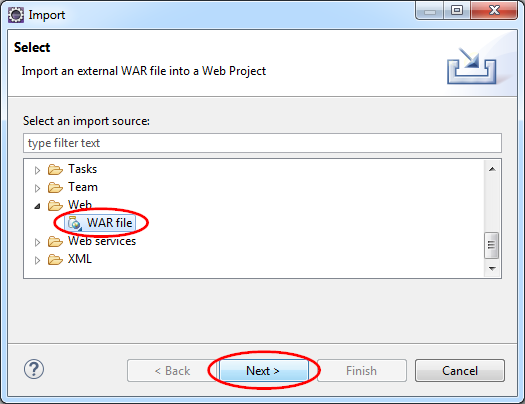 Import
Select
Import an external WAR file into a Web Project
Select an import source:
type filter text
Tasks
Team
Web
WAR file
Web services
XML
?
< Back
Next >
Finish
Cancel